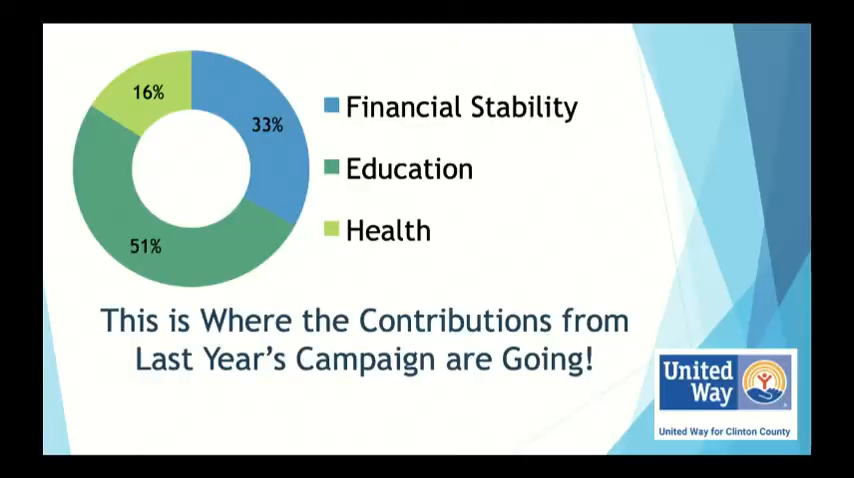 16%
33%
51%
Financial Stability
Education
Health
This is Where the Contributions from
Last Year's Campaign are Going!
United
Way
United Way for Clinton County